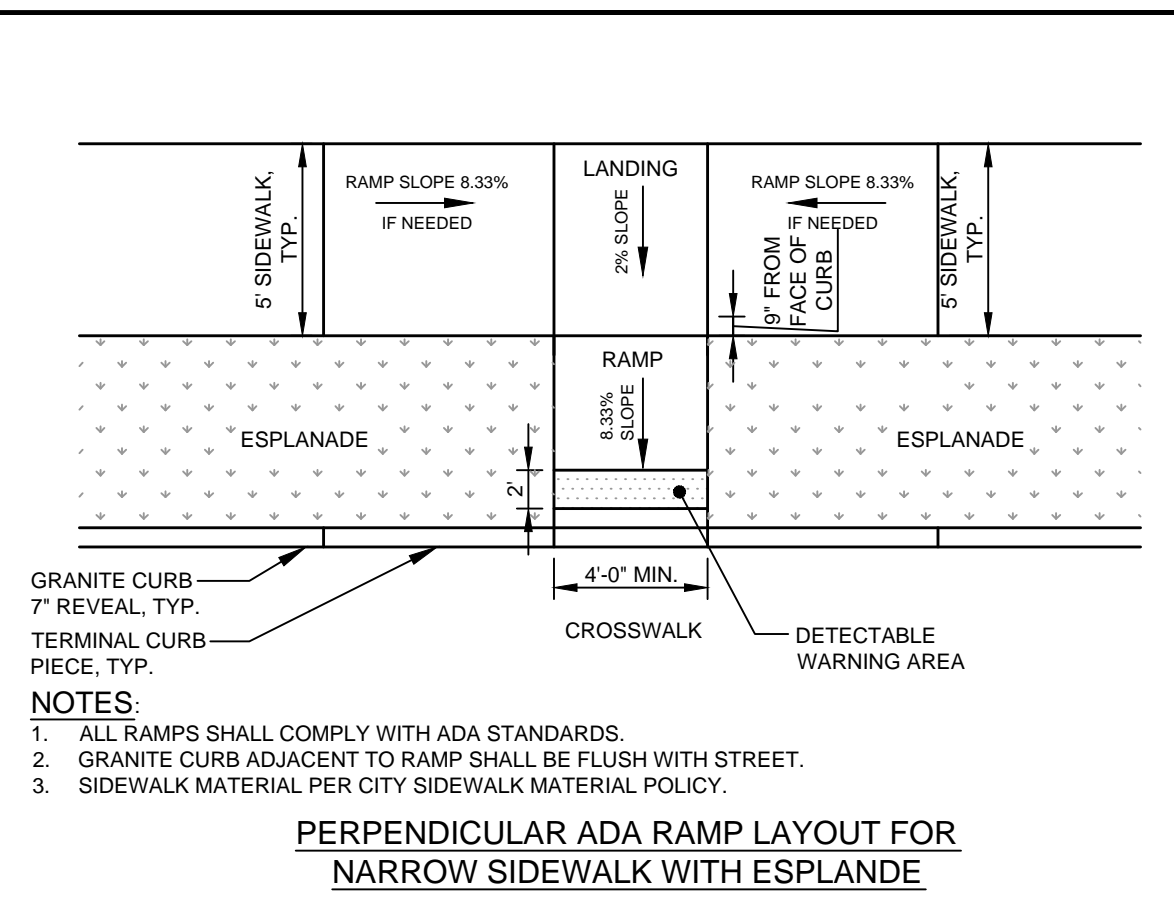 LANDING
2% SLOPE
RAMP SLOPE 8.33%
IF NEEDED
RAMP SLOPE 8.33%
IF NEEDED
5' SIDEWALK,
TYP.
5' SIDEWALK,
TYP.
9" FROM
FACE OF
CURB
RAMP
8.33%
SLOPE
ESPLANADE
ESPLANADE
2'
GRANITE CURB
7" REVEAL, TYP.
TERMINAL CURB
PIECE, TYP.
4'-0" MIN.
CROSSWALK
DETECTABLE
WARNING AREA
NOTES:
1. ALL RAMPS SHALL COMPLY WITH ADA STANDARDS.
2. GRANITE CURB ADJACENT TO RAMP SHALL BE FLUSH WITH STREET.
3. SIDEWALK MATERIAL PER CITY SIDEWALK MATERIAL POLICY.
PERPENDICULAR ADA RAMP LAYOUT FOR
NARROW SIDEWALK WITH ESPLANDE